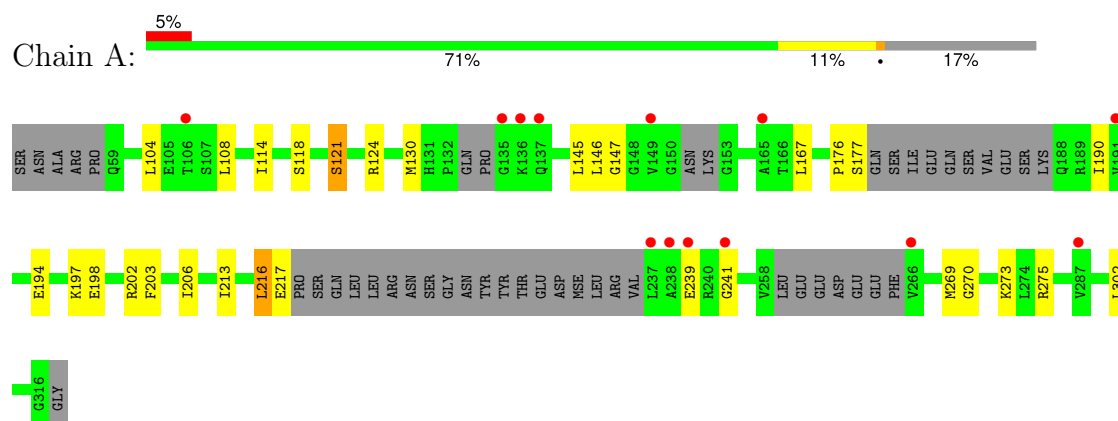 5%
Chain A:
71% 11% • 17%
SER ASN ALA ARG PRO Q59 L104 E105 T106 S107 L108 I114 S118 S121 R124 M130 H131 P132 GLN PRO G135 K136 Q137 L145 L146 G147 G148 V149 G150 ASN LYS G153 A165 T166 L167 P176 S177 GLN SER ILE GLU GLN SER VAL GLU SER LYS Q188 R189 I190 V191
E194 K197 E198 R202 F203 I206 I213 L216 E217 PRO SER GLN LEU LEU ARG ASN SER GLY ASN TYR TYR THR GLU ASP MSE LEU ARG VAL L237 A238 E239 R240 G241 V258 LEU GLU GLU ASP GLU GLU PHE V266 M269 G270 K273 L274 R275 V287 L302
G316 GLY